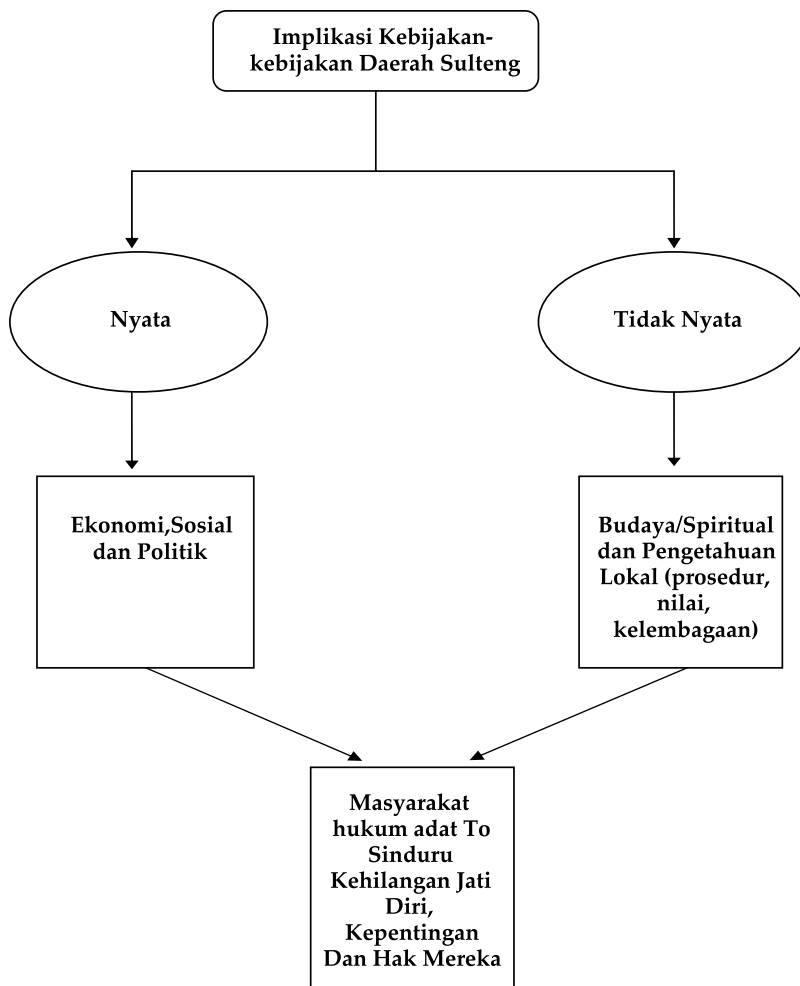 Implikasi Kebijakan-
kebijakan Daerah Sulteng
Nyata
Tidak Nyata
Ekonomi,Sosial
dan Politik
Budaya/Spiritual
dan Pengetahuan
Lokal (prosedur,
nilai,
kelembagaan)
Masyarakat
hukum adat To
Sinduru
Kehilangan Jati
Diri,
Kepentingan
Dan Hak Mereka